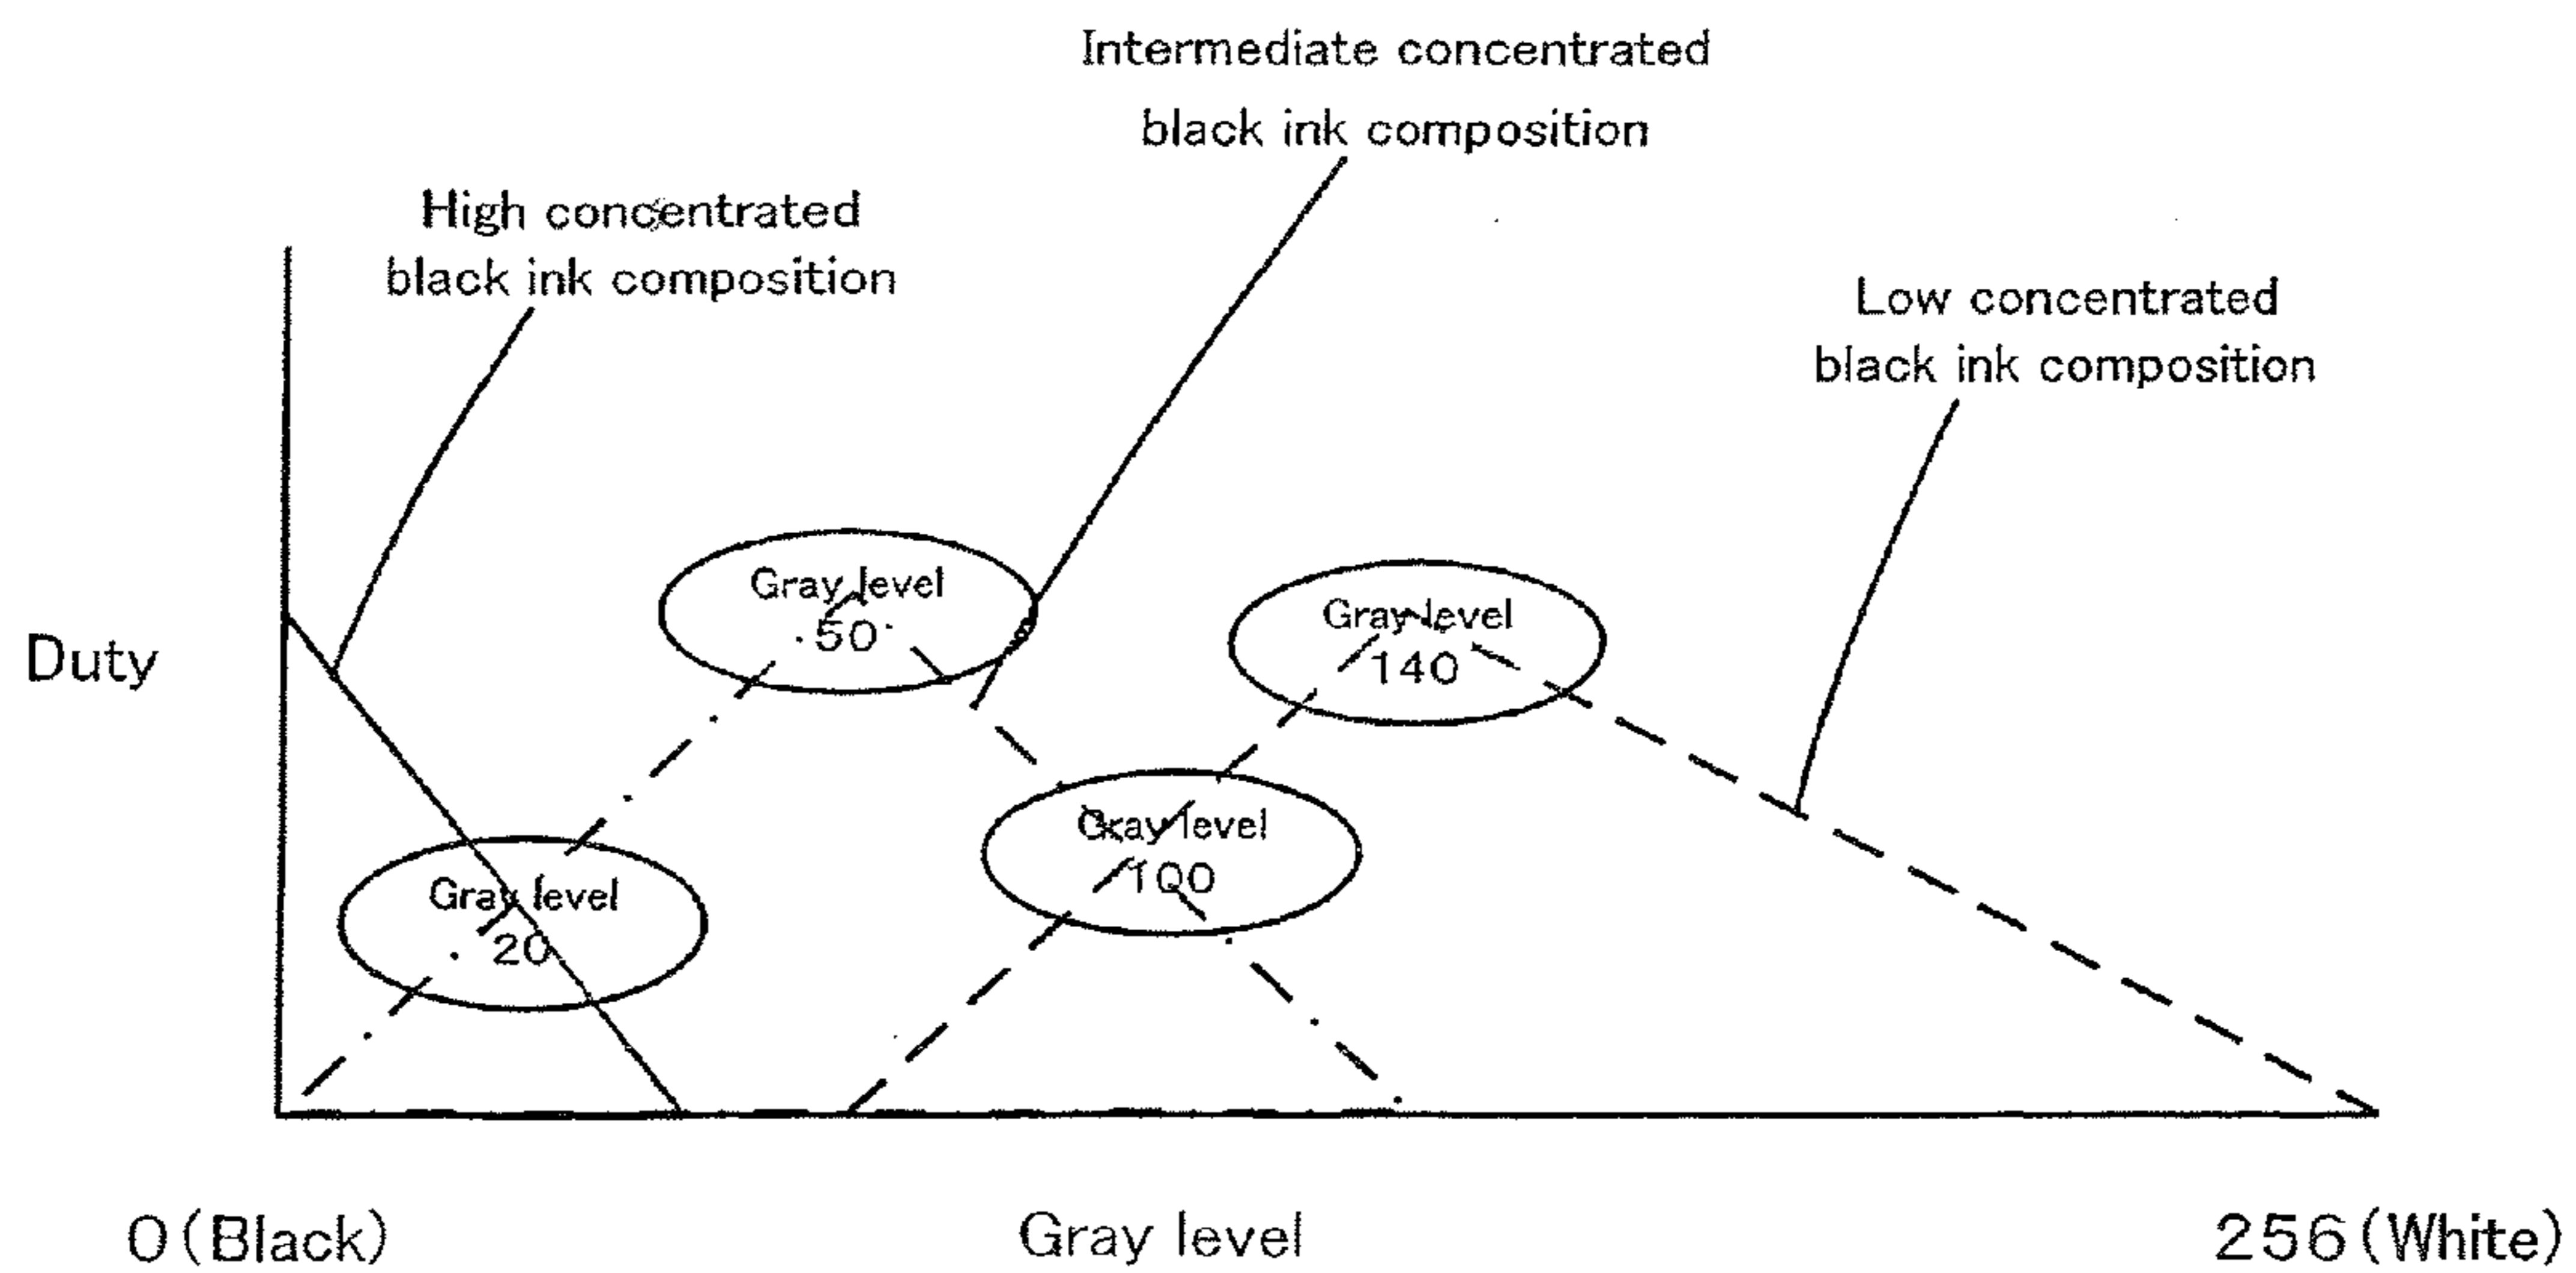 Intermediate concentrated
black ink composition
High concentrated
black ink composition
Low concentrated
black ink composition
Duty
Gray level
50
Gray level
140
Gray level
100
Gray level
20
0(Black)
Gray level
256(White)